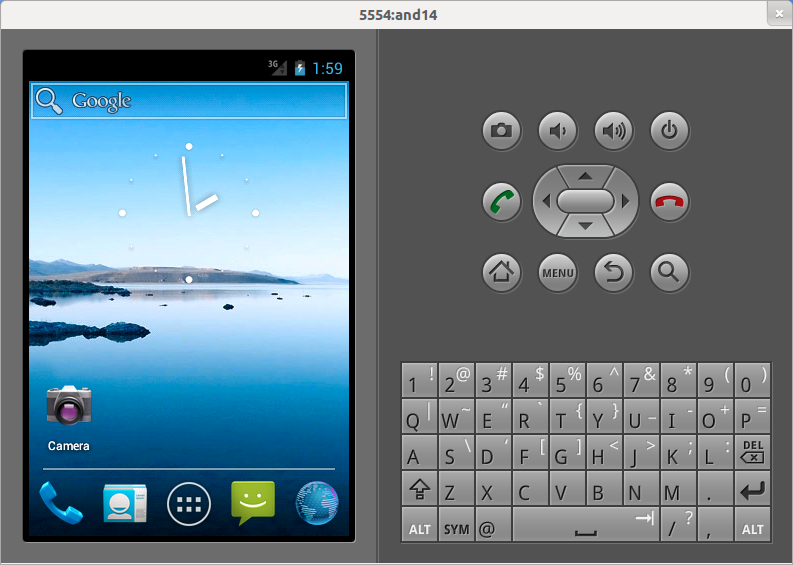 5554:and14
3G 1:59
Google
MENU
1 ! 2 @ 3 # 4 $ 5 % 6 ^ 7 & 8 * 9 ( 0 )
Q | W ~ E “ R ` T { Y } U _ I - O + P =
A S \ D ‘ F [ G ] H < J > K ; L : DEL
Z X C V B N M .
ALT SYM @ / ? , ALT
Camera